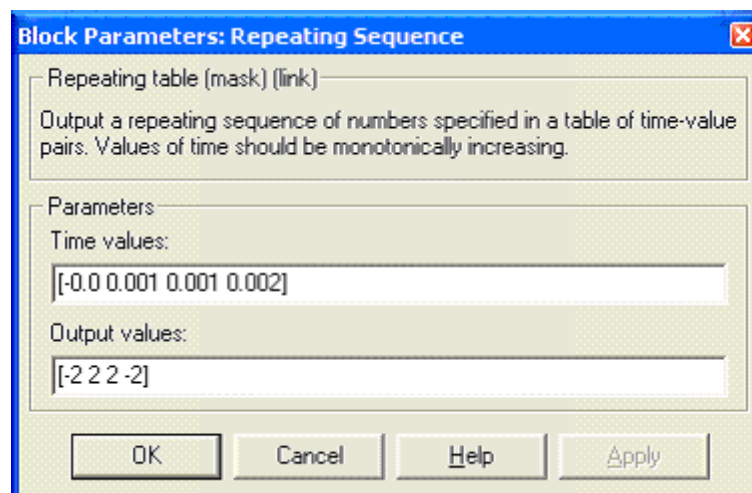 Block Parameters: Repeating Sequence
Repeating table (mask) (link)
Output a repeating sequence of numbers specified in a table of time-value
pairs. Values of time should be monotonically increasing.
Parameters
Time values:
[-0.0 0.001 0.001 0.002]
Output values:
[-2 2 2 -2]
OK Cancel Help Apply